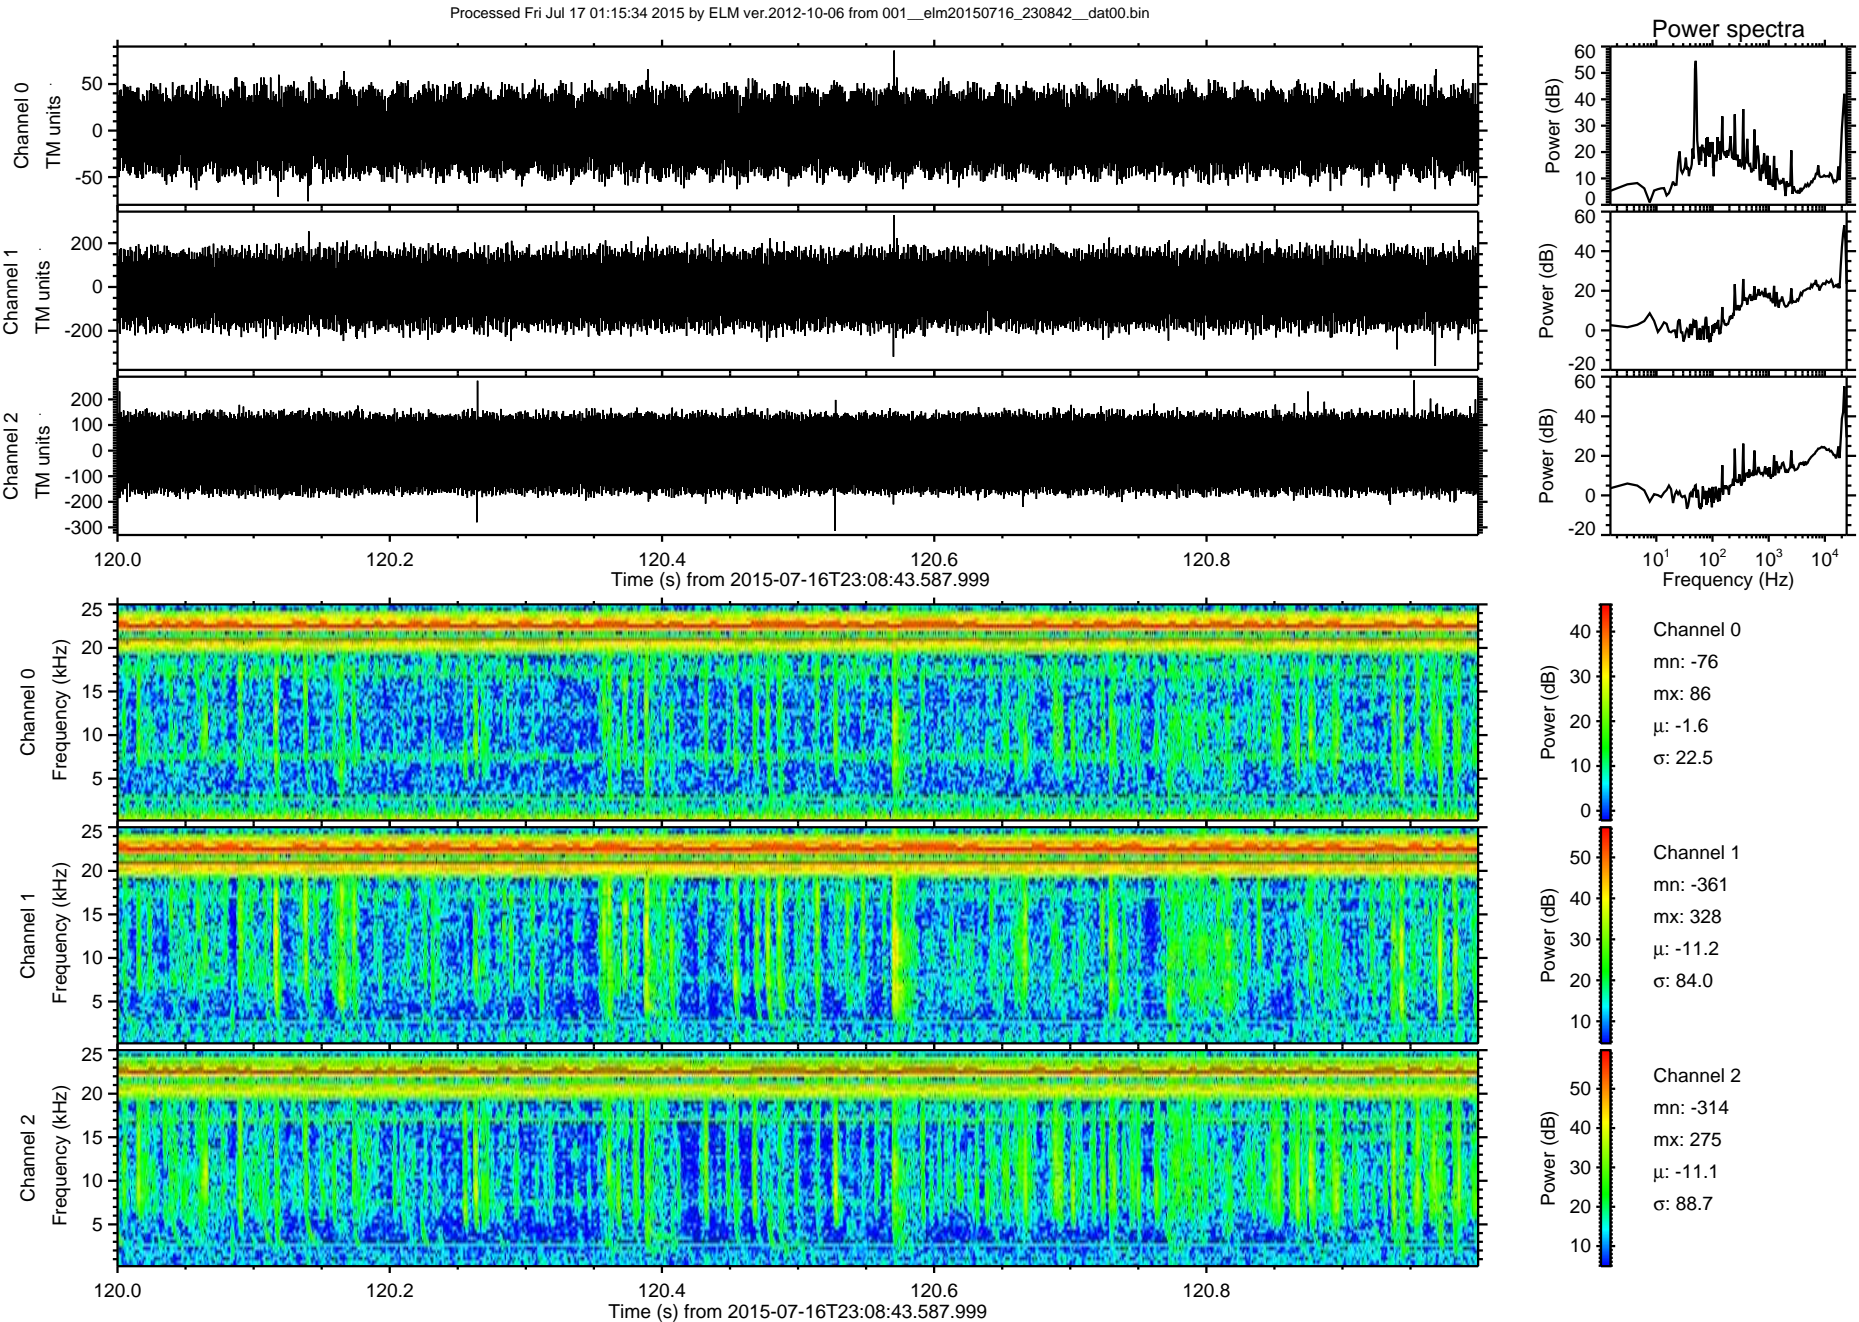 Processed Fri Jul 17 01:15:34 2015 by ELM ver.2012-10-06 from 001__elm20150716_230842__dat00.bin
Power spectra
Channel 0
TM units
50
0
-50
Power (dB)
60
50
40
30
20
10
0
Channel 1
TM units
200
0
-200
Power (dB)
60
40
20
0
-20
Channel 2
TM units
200
100
0
-100
-200
-300
Power (dB)
60
40
20
0
-20
120.0 120.2 120.4 120.6 120.8
Time (s) from 2015-07-16T23:08:43.587.999
10¹ 10² 10³ 10⁴
Frequency (Hz)
Channel 0
Frequency (kHz)
25
20
15
10
5
Power (dB)
40
30
20
10
0
Channel 0
mn: -76
mx: 86
μ: -1.6
σ: 22.5
Channel 1
Frequency (kHz)
25
20
15
10
5
Power (dB)
50
40
30
20
10
Channel 1
mn: -361
mx: 328
μ: -11.2
σ: 84.0
Channel 2
Frequency (kHz)
25
20
15
10
5
Power (dB)
50
40
30
20
10
Channel 2
mn: -314
mx: 275
μ: -11.1
σ: 88.7
120.0 120.2 120.4 120.6 120.8
Time (s) from 2015-07-16T23:08:43.587.999